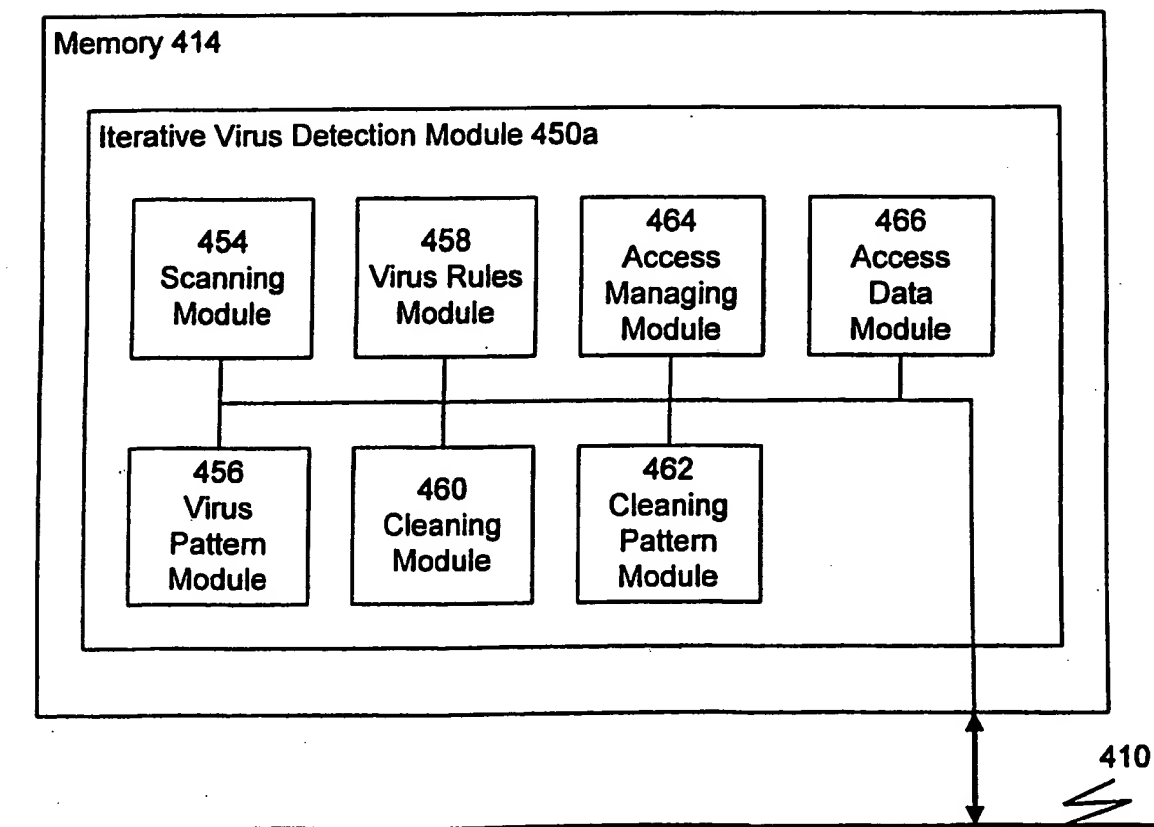 Memory 414
Iterative Virus Detection Module 450a
454
Scanning
Module
458
Virus Rules
Module
464
Access
Managing
Module
466
Access
Data
Module
456
Virus
Pattern
Module
460
Cleaning
Module
462
Cleaning
Pattern
Module
410